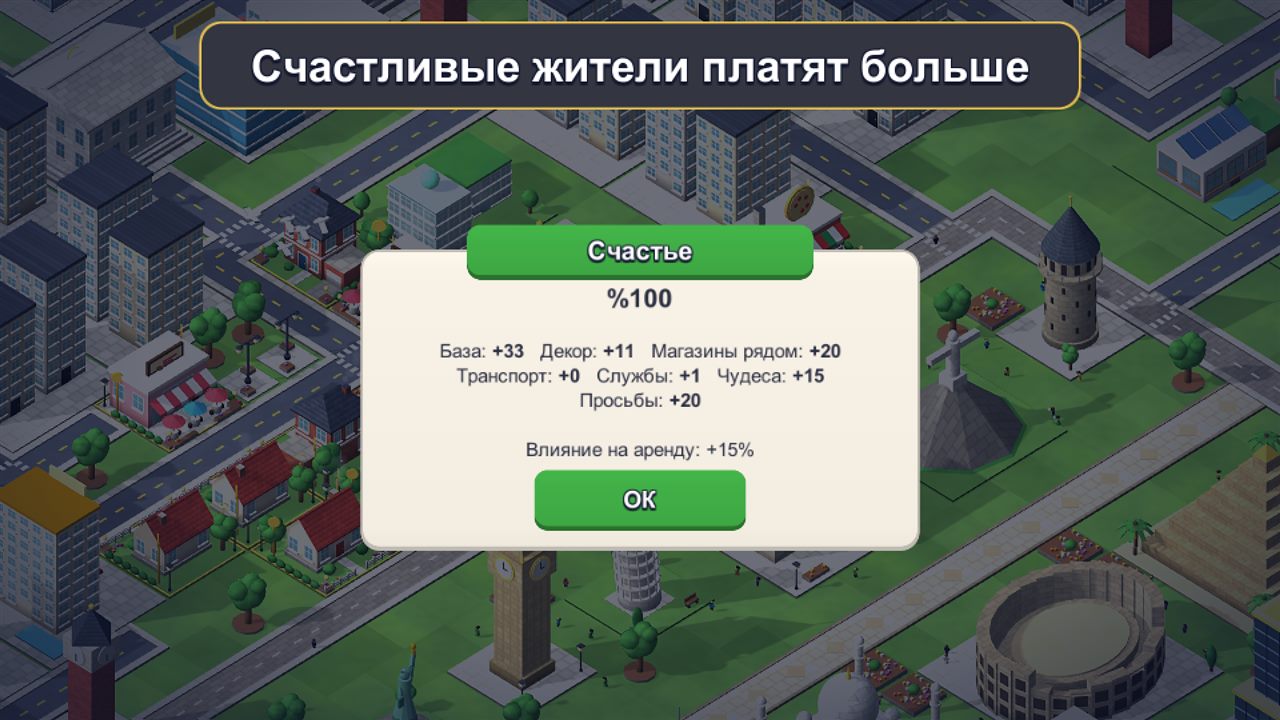 Счастливые жители платят больше
Счастье
%100
База: +33 Декор: +11 Магазины рядом: +20
Транспорт: +0 Службы: +1 Чудеса: +15
Просьбы: +20
Влияние на аренду: +15%
ОК